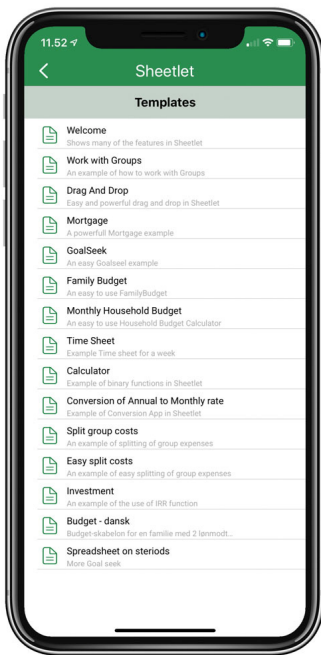 11.52
Sheetlet
Templates
Welcome
Shows many of the features in Sheetlet
Work with Groups
An example of how to work with Groups
Drag And Drop
Easy and powerful drag and drop in Sheetlet
Mortgage
A powerfull Mortgage example
GoalSeek
An easy Goalseel example
Family Budget
An easy to use FamilyBudget
Monthly Household Budget
An easy to use Household Budget Calculator
Time Sheet
Example Time sheet for a week
Calculator
Example of binary functions in Sheetlet
Conversion of Annual to Monthly rate
Example of Conversion App in Sheetlet
Split group costs
An example of splitting of group expenses
Easy split costs
An example of easy splitting of group expenses
Investment
An example of the use of IRR function
Budget - dansk
Budget-skabelon for en familie med 2 lønmodt..
Spreadsheet on steriods
More Goal seek